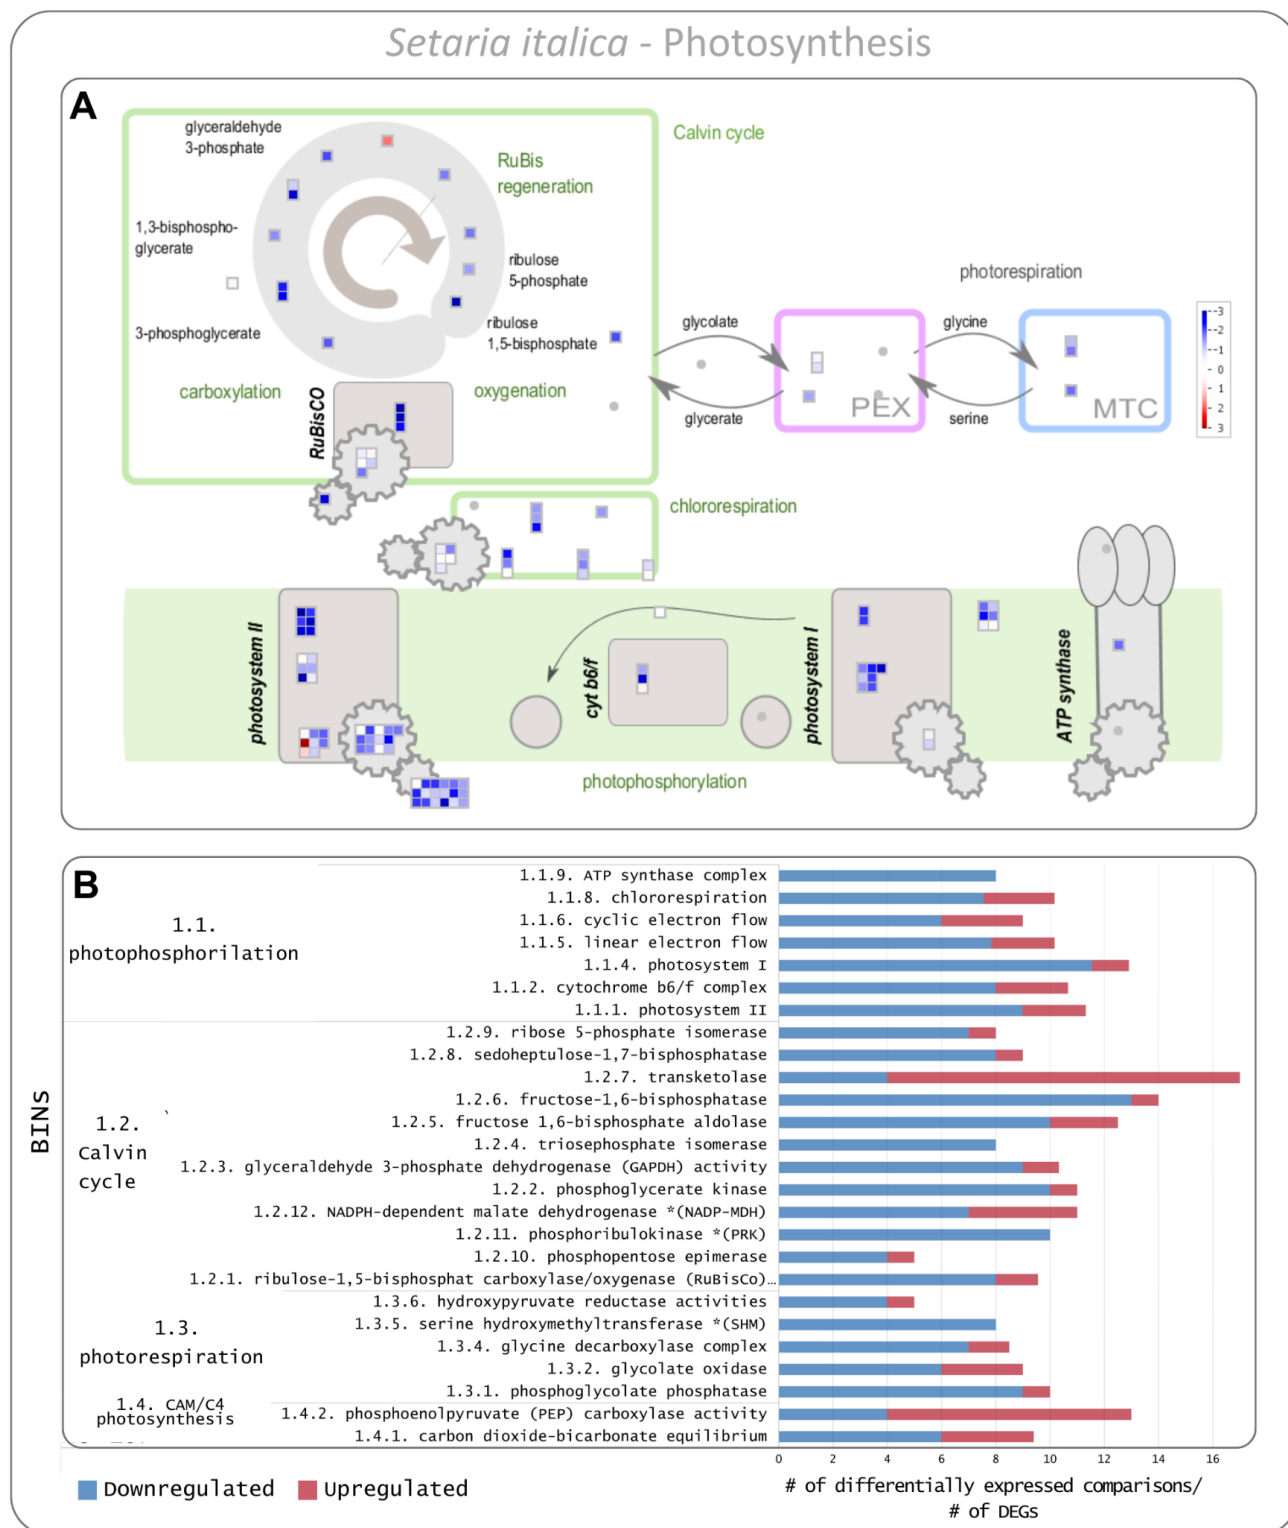 Setaria italica - Photosynthesis
A
glyceraldehyde
3-phosphate
Calvin cycle
RuBis
regeneration
1,3-bisphospho-
glycerate
ribulose
5-phosphate
photorespiration
3-phosphoglycerate
ribulose
1,5-bisphosphate
glycolate
glycine
-3
-2
-1
0
1
2
3
carboxylation
oxygenation
glycerate
PEX
serine
MTC
RuBisCO
chlororespiration
photosystem II
cyt b6/f
photosystem I
ATP synthase
photophosphorylation
B
BINs
1.1.
photophosphorilation
1.1.9. ATP synthase complex
1.1.8. chlororespiration
1.1.6. cyclic electron flow
1.1.5. linear electron flow
1.1.4. photosystem I
1.1.2. cytochrome b6/f complex
1.1.1. photosystem II
1.2.
Calvin
cycle
1.2.9. ribose 5-phosphate isomerase
1.2.8. sedoheptulose-1,7-bisphosphatase
1.2.7. transketolase
1.2.6. fructose-1,6-bisphosphatase
1.2.5. fructose 1,6-bisphosphate aldolase
1.2.4. triosephosphate isomerase
1.2.3. glyceraldehyde 3-phosphate dehydrogenase (GAPDH) activity
1.2.2. phosphoglycerate kinase
1.2.12. NADPH-dependent malate dehydrogenase *(NADP-MDH)
1.2.11. phosphoribulokinase *(PRK)
1.2.10. phosphopentose epimerase
1.2.1. ribulose-1,5-bisphosphat carboxylase/oxygenase (RuBisCo)…
1.3.
photorespiration
1.3.6. hydroxypyruvate reductase activities
1.3.5. serine hydroxymethyltransferase *(SHM)
1.3.4. glycine decarboxylase complex
1.3.2. glycolate oxidase
1.3.1. phosphoglycolate phosphatase
1.4. CAM/C4
photosynthesis
1.4.2. phosphoenolpyruvate (PEP) carboxylase activity
1.4.1. carbon dioxide-bicarbonate equilibrium
0 2 4 6 8 10 12 14 16
Downregulated Upregulated
# of differentially expressed comparisons/
# of DEGs